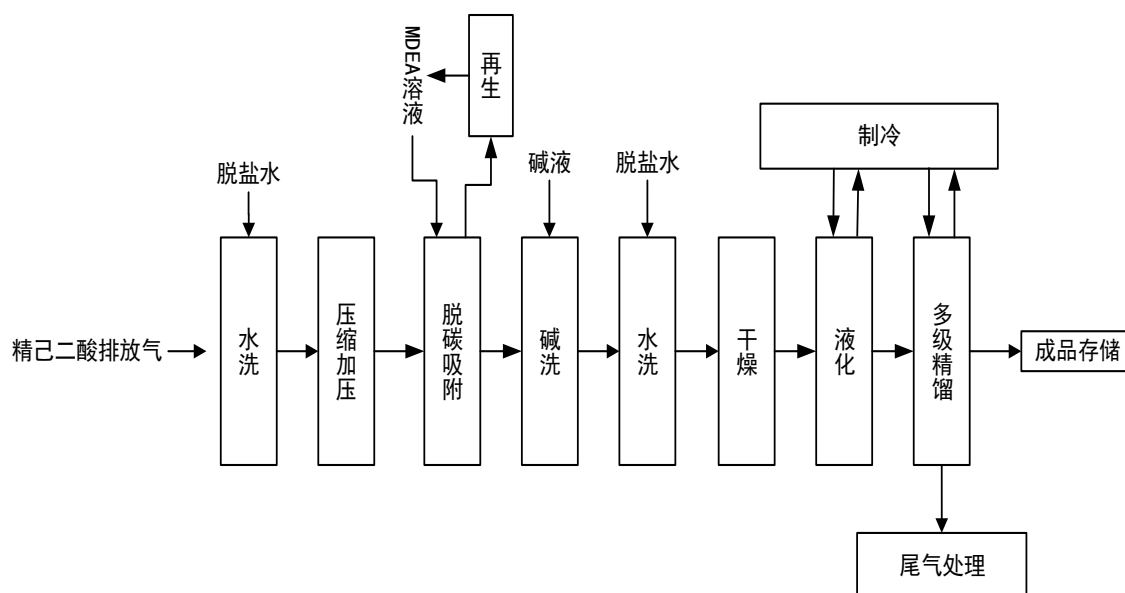 MDEA溶液
再生
制冷
脱盐水
碱液
脱盐水
精己二酸排放气
水洗
压缩加压
脱碳吸附
碱洗
水洗
干燥
液化
多级精馏
成品存储
尾气处理